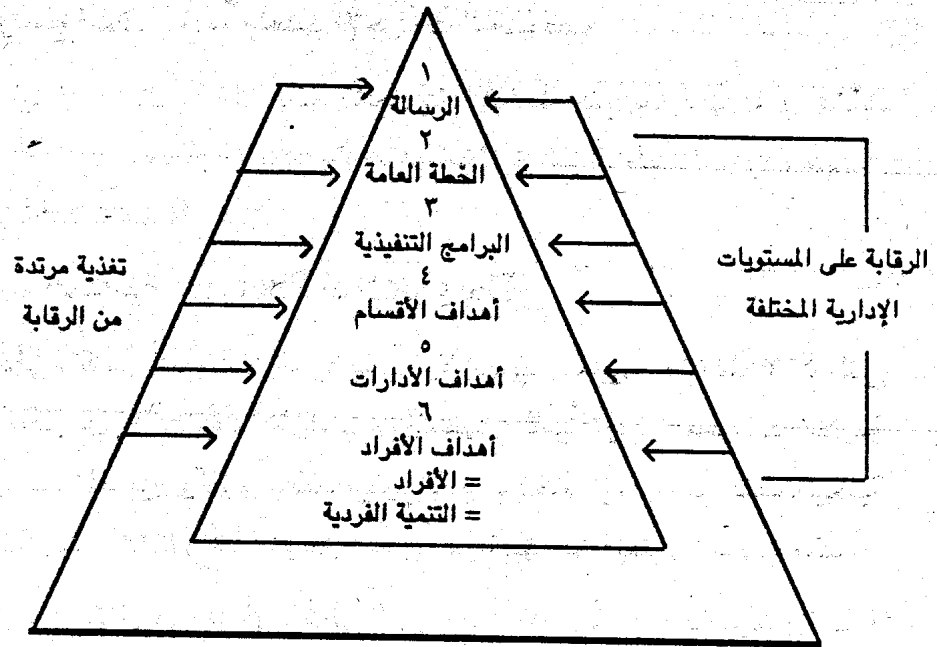 ١
الرسالة
٢
الخطة العامة
٣
البرامج التنفيذية
٤
أهداف الأقسام
٥
أهداف الأدارات
٦
أهداف الأفراد
= الأفراد
= التنمية الفردية
الرقابة على المستويات
الإدارية المختلفة
تغذية مرتدة
من الرقابة